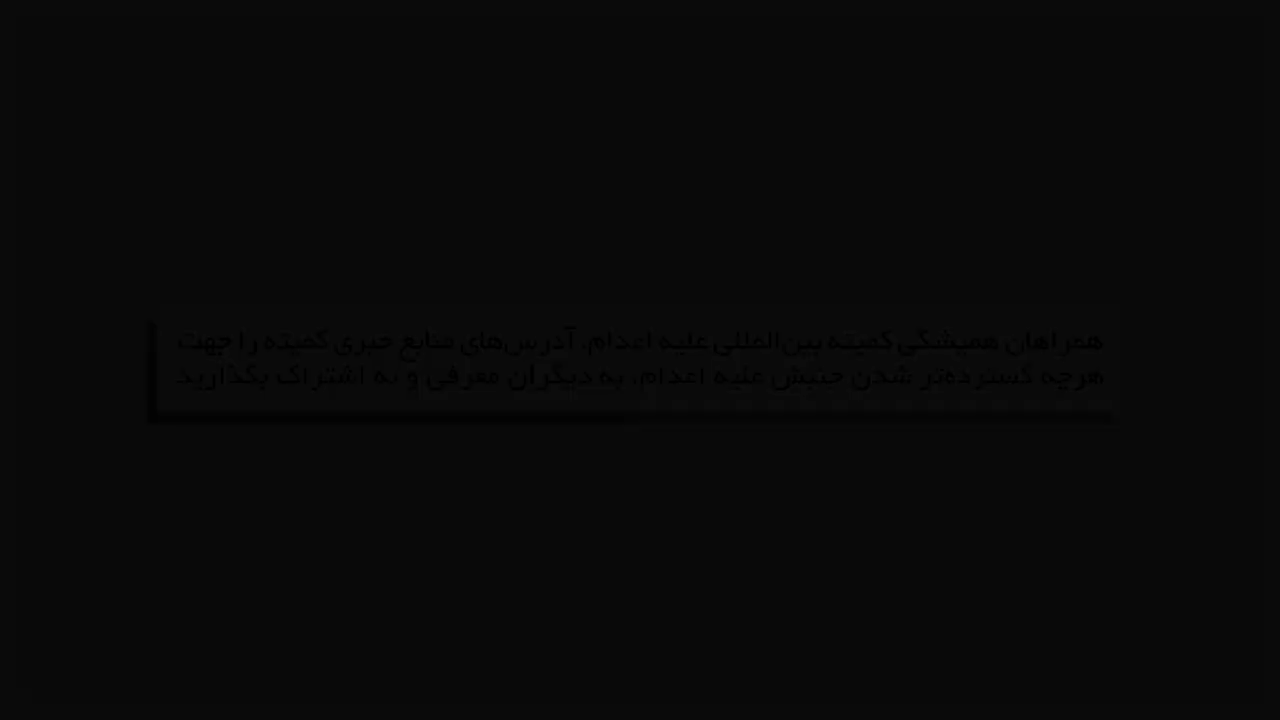 همراهان همیشگی کمیته بین‌المللی علیه اعدام، آدرس‌های منابع خبری کمیته را جهت
هرچه گسترده‌تر شدن جنبش علیه اعدام، به دیگران معرفی و به اشتراک بگذارید